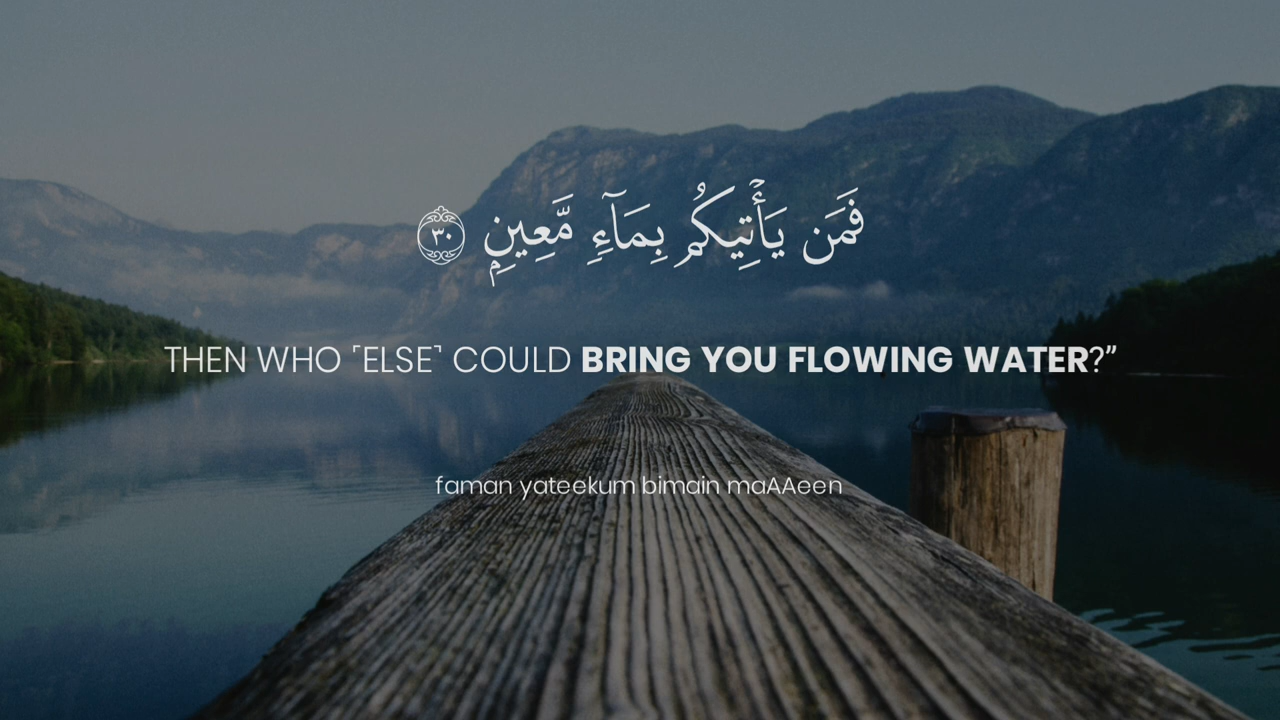 فَمَن يَأْتِيكُم بِمَآءٍ مَّعِينٍۭ ٣٠
THEN WHO ⸢ELSE⸣ COULD BRING YOU FLOWING WATER?”
faman yateekum bimain maAAeen